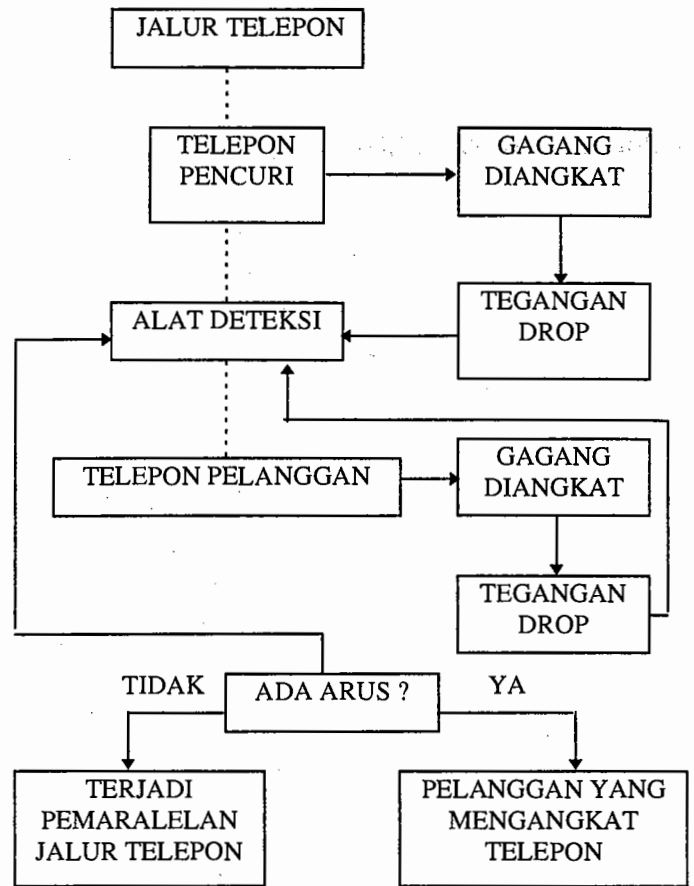 JALUR TELEPON
TELEPON
PENCURI
GAGANG
DIANGKAT
TEGANGAN
DROP
ALAT DETEKSI
TELEPON PELANGGAN
GAGANG
DIANGKAT
TEGANGAN
DROP
TIDAK
ADA ARUS ?
YA
TERJADI
PEMARALELAN
JALUR TELEPON
PELANGGAN YANG
MENGANGKAT
TELEPON